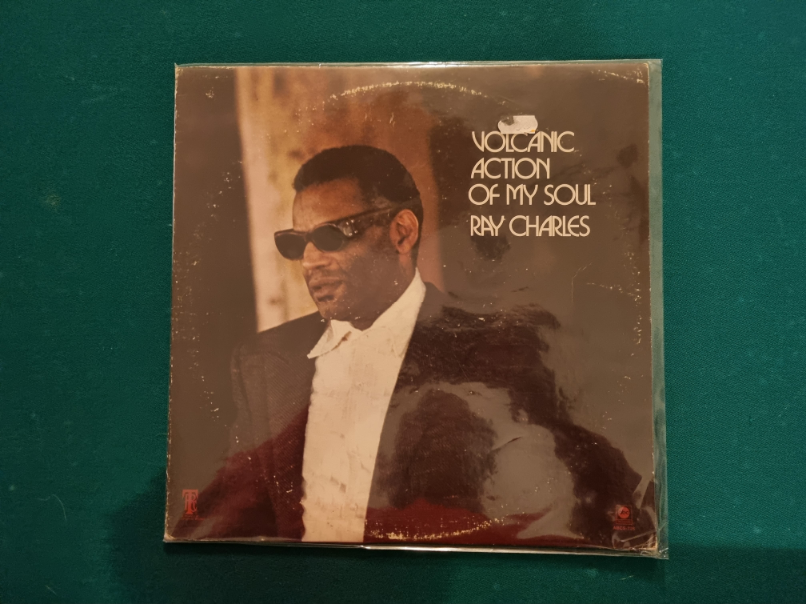 VOLCANIC
ACTION
OF MY SOUL
RAY CHARLES